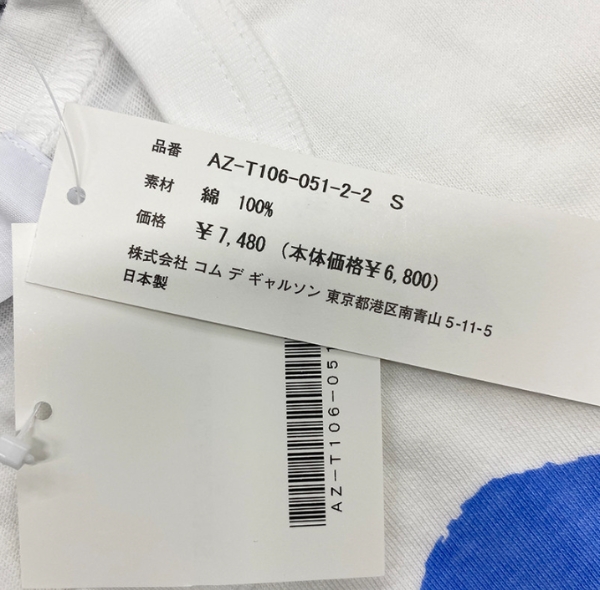 品番 AZ-T106-051-2-2 S
素材 綿 100%
価格 ¥7,480 (本体価格¥6,800)
株式会社 コム デ ギャルソン 東京都港区南青山 5-11-5
日本製
AZ-T106-051